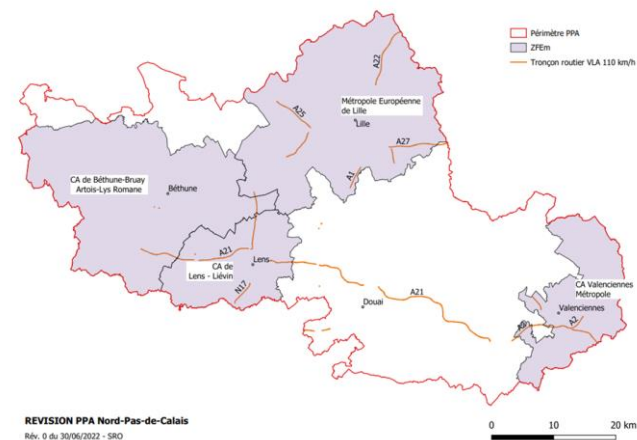 Périmètre PPA
ZFEm
Tronçon routier VLA 110 km/h
A22
Métropole Européenne
de Lille
Lille
A25
A27
A1
CA de Béthune-Bruay
Artois-Lys Romane
Béthune
A21
CA de
Lens - Liévin
Lens
N17
A21
Douai
CA Valenciennes
Métropole
Valenciennes
A2
REVISION PPA Nord-Pas-de-Calais
Rév. 0 du 30/06/2022 - SRO
0
10
20 km